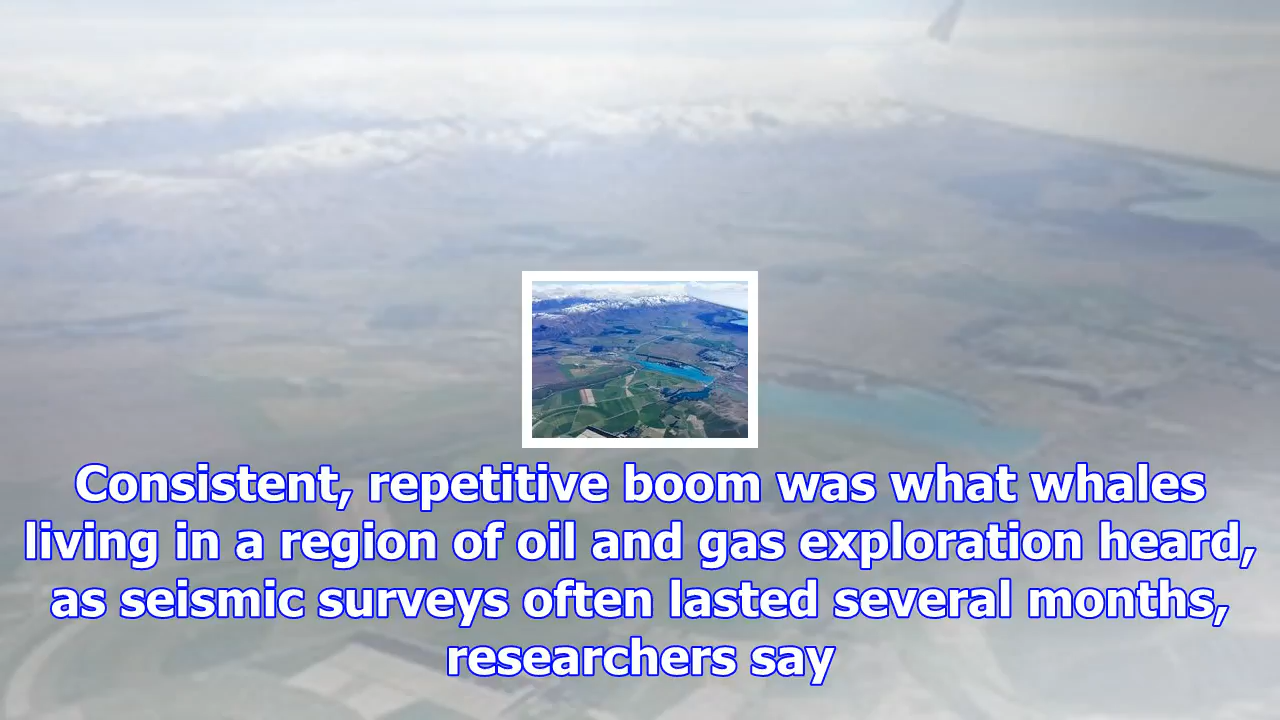 Consistent, repetitive boom was what whales
living in a region of oil and gas exploration heard,
as seismic surveys often lasted several months,
researchers say